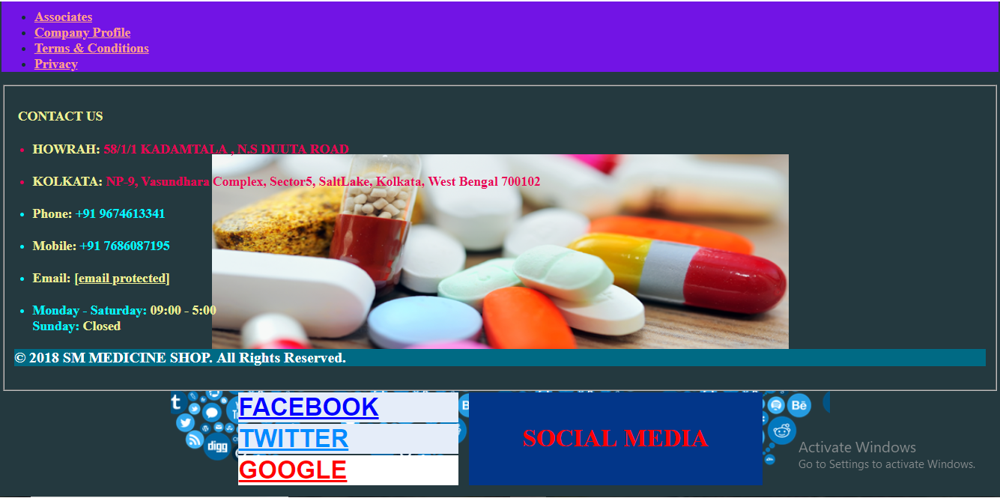 Associates
Company Profile
Terms & Conditions
Privacy
CONTACT US
HOWRAH: 58/1/1 KADAMTALA , N.S DUUTA ROAD
KOLKATA: NP-9, Vasundhara Complex, Sector5, SaltLake, Kolkata, West Bengal 700102
Phone: +91 9674613341
Mobile: +91 7686087195
Email: [email protected]
Monday - Saturday: 09:00 - 5:00
Sunday: Closed
© 2018 SM MEDICINE SHOP. All Rights Reserved.
FACEBOOK
TWITTER
GOOGLE
SOCIAL MEDIA
digg
Bē
Activate Windows
Go to Settings to activate Windows.